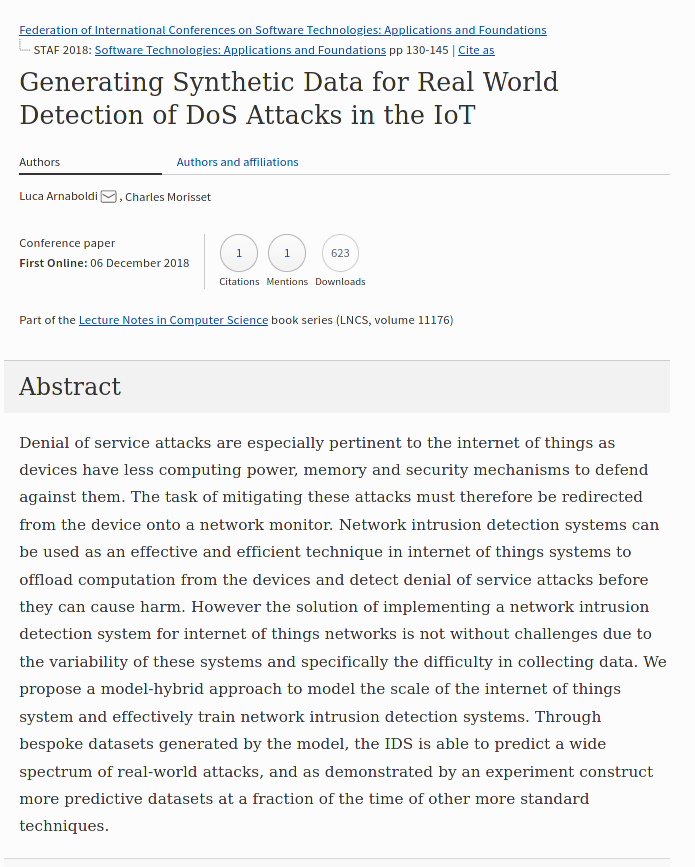 Federation of International Conferences on Software Technologies: Applications and Foundations
STAF 2018: Software Technologies: Applications and Foundations pp 130-145 | Cite as
Generating Synthetic Data for Real World
Detection of DoS Attacks in the IoT
Authors Authors and affiliations
Luca Arnaboldi , Charles Morisset
Conference paper
First Online: 06 December 2018
1 1 623
Citations Mentions Downloads
Part of the Lecture Notes in Computer Science book series (LNCS, volume 11176)
Abstract
Denial of service attacks are especially pertinent to the internet of things as
devices have less computing power, memory and security mechanisms to defend
against them. The task of mitigating these attacks must therefore be redirected
from the device onto a network monitor. Network intrusion detection systems can
be used as an effective and efficient technique in internet of things systems to
offload computation from the devices and detect denial of service attacks before
they can cause harm. However the solution of implementing a network intrusion
detection system for internet of things networks is not without challenges due to
the variability of these systems and specifically the difficulty in collecting data. We
propose a model-hybrid approach to model the scale of the internet of things
system and effectively train network intrusion detection systems. Through
bespoke datasets generated by the model, the IDS is able to predict a wide
spectrum of real-world attacks, and as demonstrated by an experiment construct
more predictive datasets at a fraction of the time of other more standard
techniques.